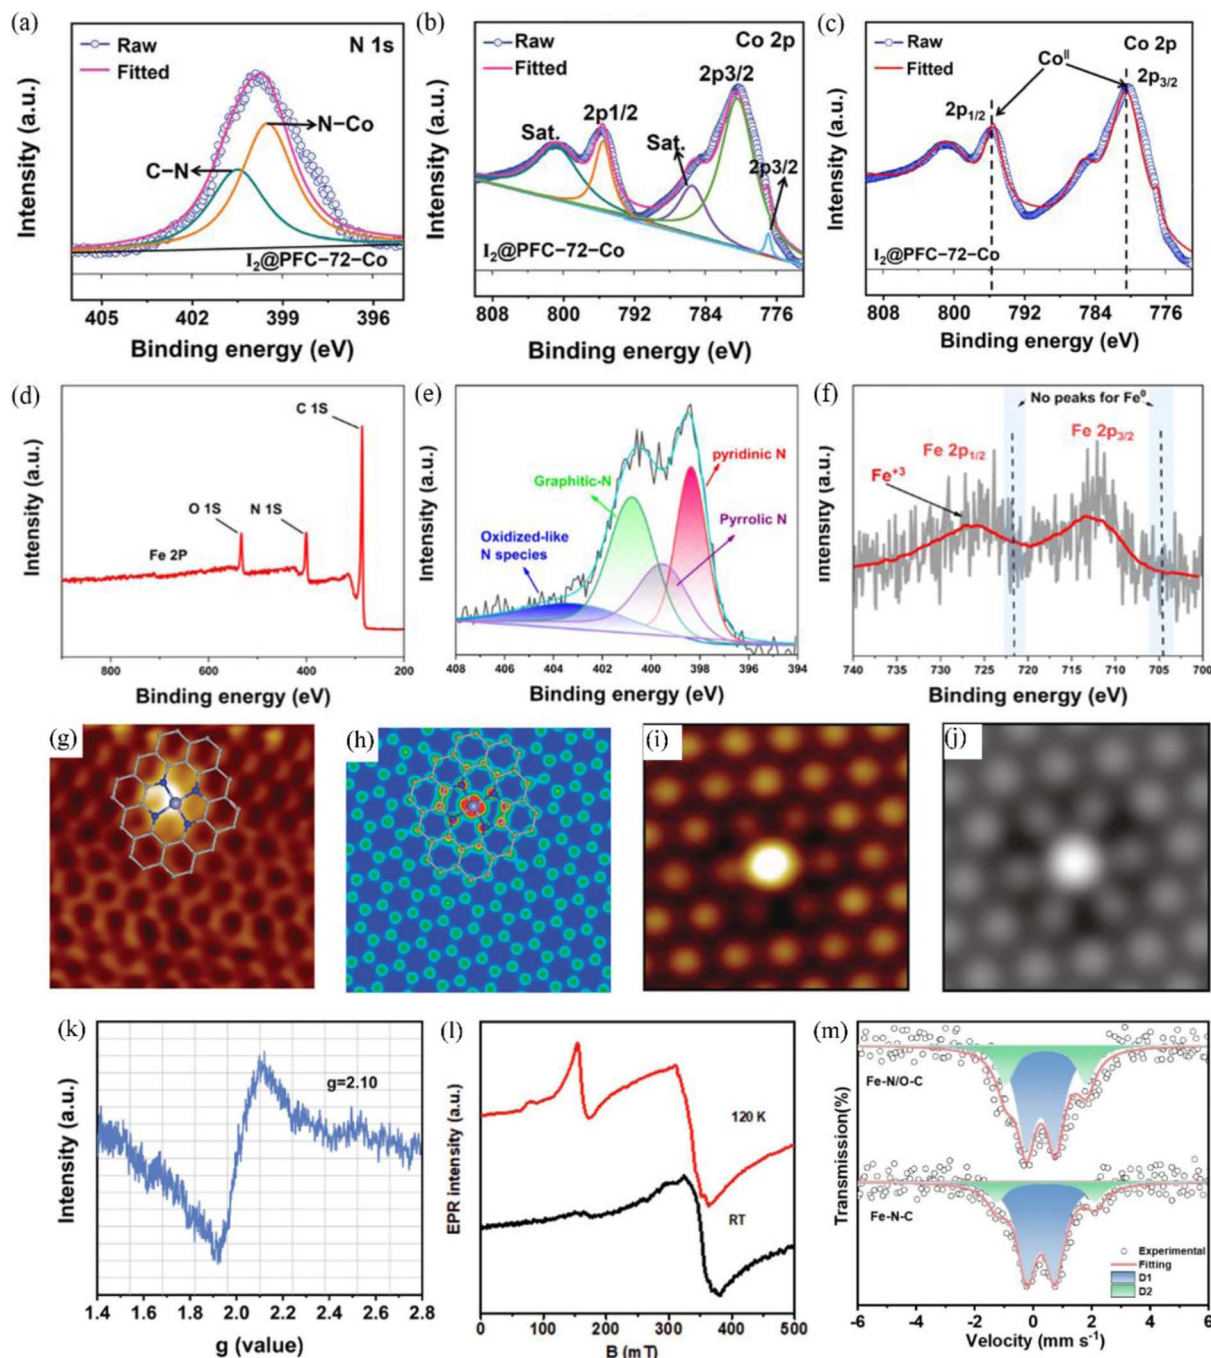 (a)
Raw
Fitted
N 1s
N–Co
C–N
I₂@PFC–72–Co
Intensity (a.u.)
405 402 399 396
Binding energy (eV)
(b)
Raw
Fitted
Co 2p
2p3/2
2p1/2
Sat.
Sat.
2p3/2
I₂@PFC–72–Co
Intensity (a.u.)
808 800 792 784 776
Binding energy (eV)
(c)
Raw
Fitted
Co 2p
Coᴵᴵ
2p₃/₂
2p₁/₂
I₂@PFC–72–Co
Intensity (a.u.)
808 800 792 784 776
Binding energy (eV)
(d)
C 1S
O 1S
N 1S
Fe 2P
Intensity (a.u.)
800 600 400 200
Binding energy (eV)
(e)
pyridinic N
Graphitic-N
Pyrrolic N
Oxidized-like
N species
Intensity (a.u.)
408 406 404 402 400 398 396 394
Binding energy (eV)
(f)
No peaks for Fe⁰
Fe 2p₃/₂
Fe 2p₁/₂
Fe⁺³
Intensity (a.u.)
740 735 730 725 720 715 710 705 700
Binding energy (eV)
(g)
(h)
(i)
(j)
(k)
g=2.10
Intensity (a.u.)
1.4 1.6 1.8 2.0 2.2 2.4 2.6 2.8
g (value)
(l)
120 K
RT
EPR intensity (a.u.)
0 100 200 300 400 500
B (mT)
(m)
Fe-N/O-C
Fe-N-C
Experimental
Fitting
D1
D2
Transmission(%)
-6 -4 -2 0 2 4 6
Velocity (mm s⁻¹)